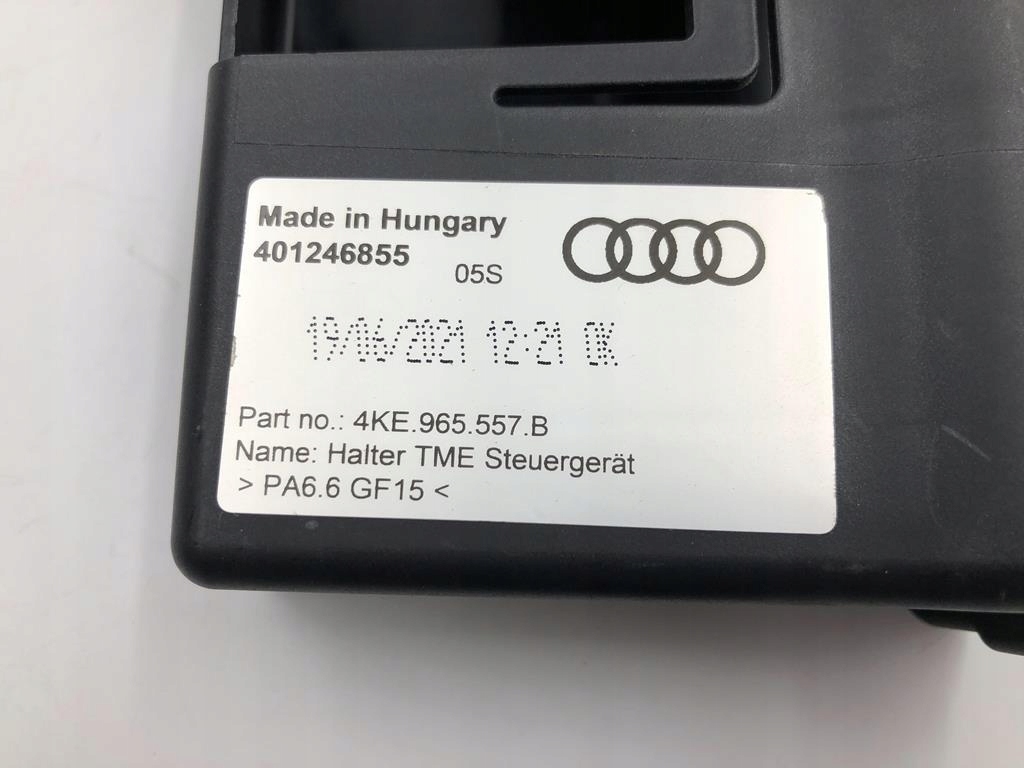 Made in Hungary
401246855
05S
19/06/2021 12:21 OK
Part no.: 4KE.965.557.B
Name: Halter TME Steuergerät
> PA6.6 GF15 <